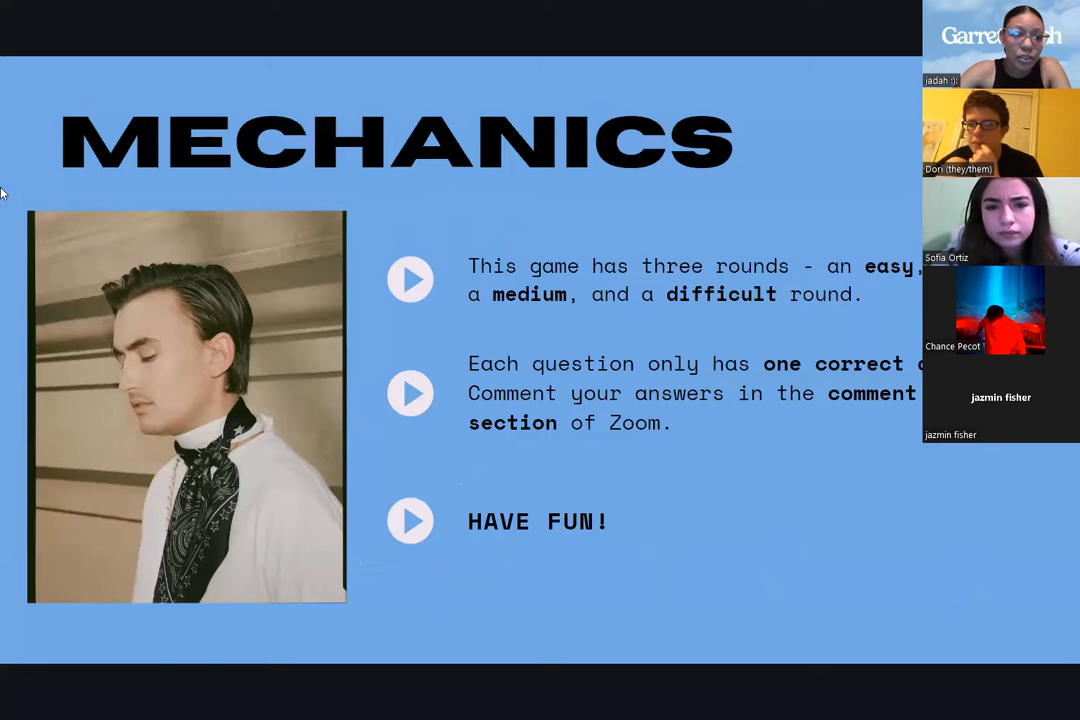 MECHANICS
This game has three rounds - an easy,
a medium, and a difficult round.
Each question only has one correct
Comment your answers in the comment
section of Zoom.
HAVE FUN!
jadah :):
Dori (they/them)
Sofia Ortiz
Chance Pecot
jazmin fisher
jazmin fisher